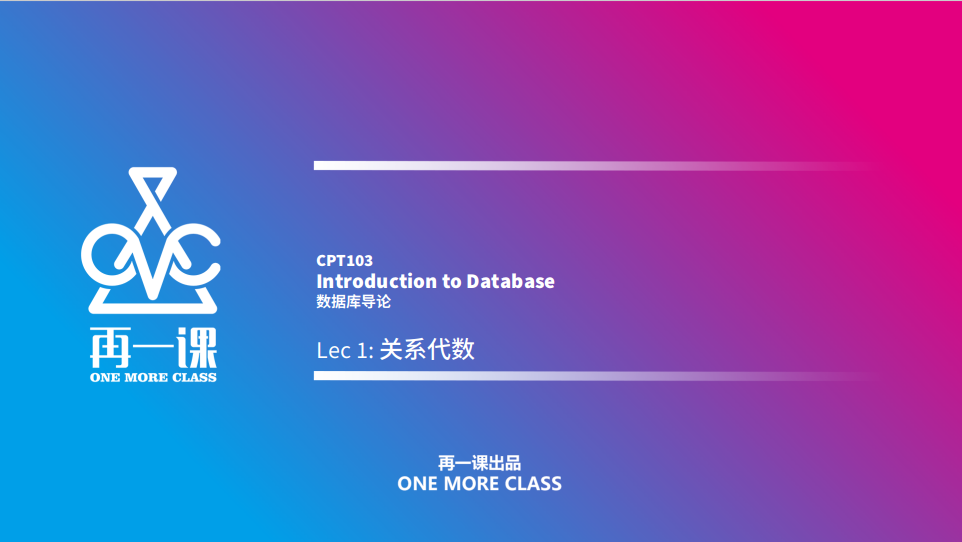 再一课
ONE MORE CLASS
CPT103
Introduction to Database
数据库导论
Lec 1: 关系代数
再一课出品
ONE MORE CLASS